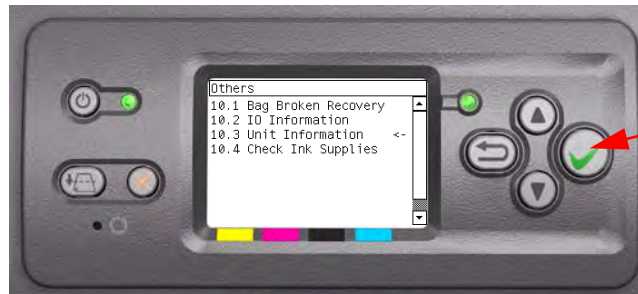 Others
10.1 Bag Broken Recovery
10.2 IO Information
10.3 Unit Information <-
10.4 Check Ink Supplies